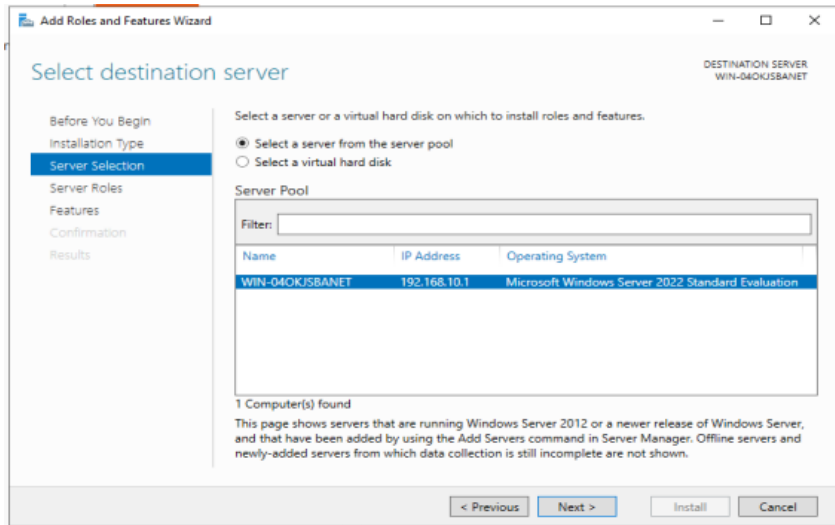 Add Roles and Features Wizard
Select destination server
DESTINATION SERVER
WIN-04OKJSBANET
Before You Begin
Installation Type
Server Selection
Server Roles
Features
Confirmation
Results
Select a server or a virtual hard disk on which to install roles and features.
Select a server from the server pool
Select a virtual hard disk
Server Pool
Filter:
Name IP Address Operating System
WIN-04OKJSBANET 192.168.10.1 Microsoft Windows Server 2022 Standard Evaluation
1 Computer(s) found
This page shows servers that are running Windows Server 2012 or a newer release of Windows Server,
and that have been added by using the Add Servers command in Server Manager. Offline servers and
newly-added servers from which data collection is still incomplete are not shown.
< Previous Next > Install Cancel